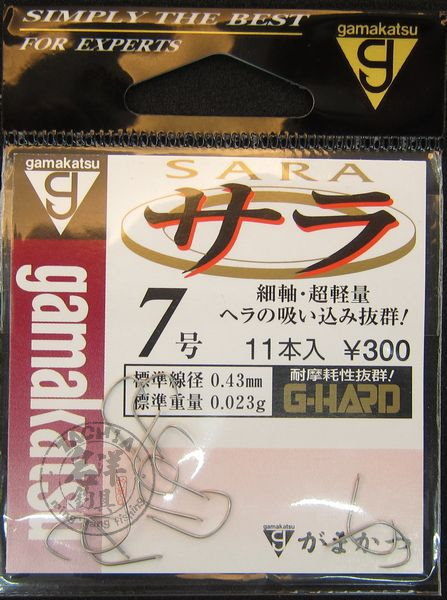 SIMPLY THE BEST
FOR EXPERTS
gamakatsu
gamakatsu
SARA
サラ
細軸・超軽量
ヘラの吸い込み抜群!
7号
11本入 ¥300
標準線径 0.43mm
標準重量 0.023g
耐摩耗性抜群!
G-HARD
gamakatsu
gamakatsu
がまかつ